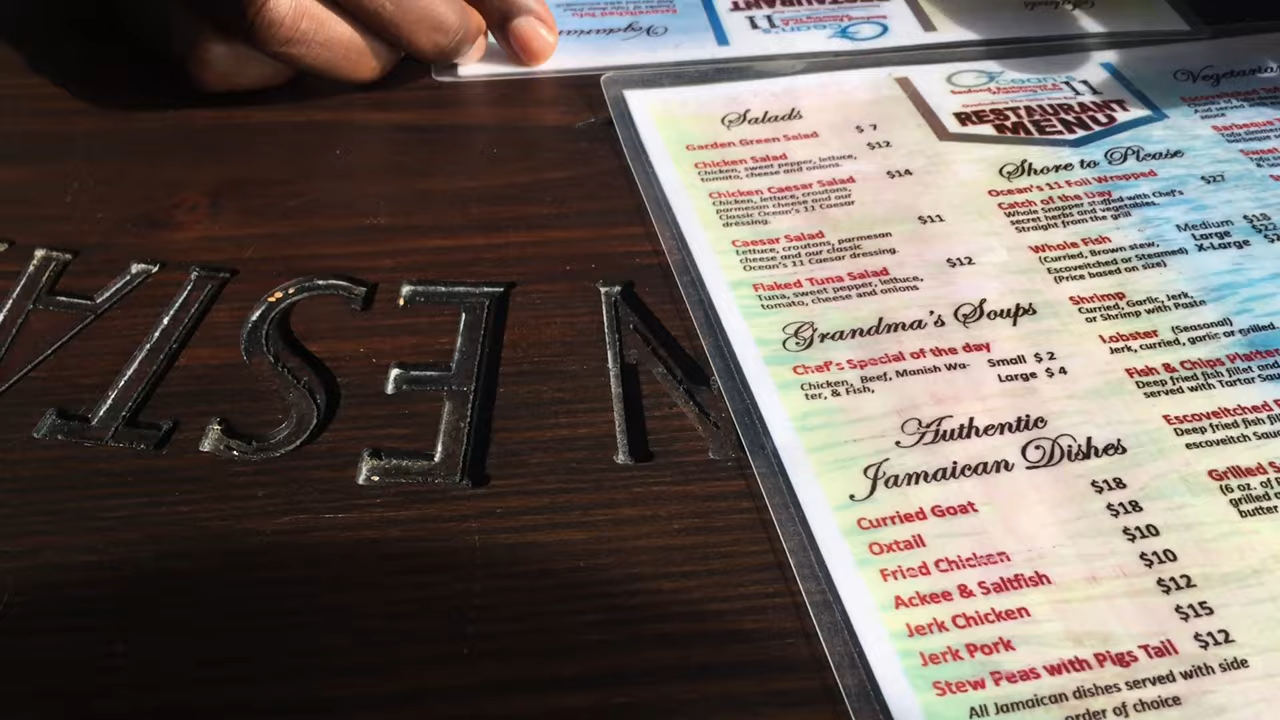 Vegetarian
Escoveitched Tofu
Ocean's
11
RESTAURANT
Salads
Ocean's
11
RESTAURANT
MENU
Salads
Garden Green Salad $ 7
Chicken Salad $12
Chicken, sweet pepper, lettuce,
tomato, cheese and onions.
Chicken Caesar Salad $14
Chicken, lettuce, croutons,
parmesan cheese and our
Classic Ocean's 11 Caesar
dressing.
Caesar Salad $11
Lettuce, croutons, parmesan
cheese and our classic
Ocean's 11 Caesar dressing.
Flaked Tuna Salad $12
Tuna, sweet pepper, lettuce,
tomato, cheese and onions
Grandma's Soups
Chef's Special of the day
Chicken, Beef, Manish Wa-
ter, & Fish,
Small $ 2
Large $ 4
Authentic
Jamaican Dishes
Curried Goat $18
Oxtail $18
Fried Chicken $10
Ackee & Saltfish $10
Jerk Chicken $12
Jerk Pork $15
Stew Peas with Pigs Tail $12
All Jamaican dishes served with side
order of choice
Shore to Please
Ocean's 11 Foil Wrapped
Catch of the Day $27
Whole Snapper stuffed with Chef's
secret herbs and vegetables.
Straight from the grill
Whole Fish
(Curried, Brown stew,
Escoveitched or Steamed)
(Price based on size)
Medium $18
Large
X-Large
Shrimp
Curried, Garlic, Jerk,
or Shrimp with Pasta
Lobster (Seasonal)
Jerk, curried, garlic or grilled
Fish & Chips Platter
Deep fried fish fillet and
served with Tartar
Escoveitched
Deep fried fish
escoveitch
Grilled
(6 oz. of
grilled
butter
Vegetarian
Escoveitched
sauce
Barbeque